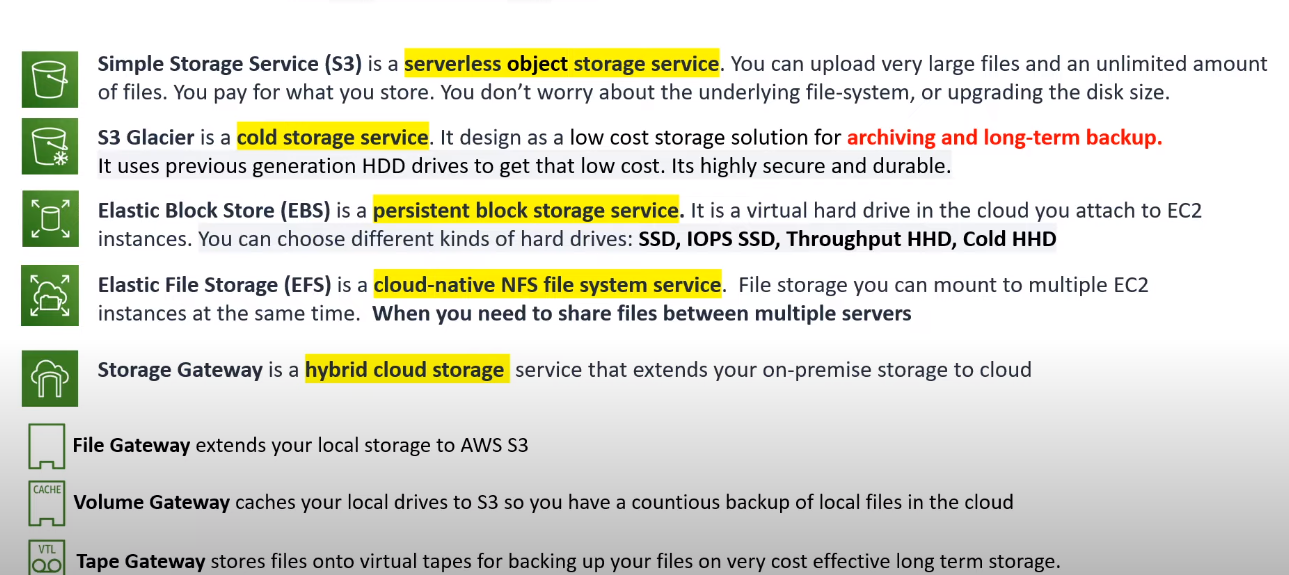 Simple Storage Service (S3) is a serverless object storage service. You can upload very large files and an unlimited amount
of files. You pay for what you store. You don't worry about the underlying file-system, or upgrading the disk size.
S3 Glacier is a cold storage service. It design as a low cost storage solution for archiving and long-term backup.
It uses previous generation HDD drives to get that low cost. Its highly secure and durable.
Elastic Block Store (EBS) is a persistent block storage service. It is a virtual hard drive in the cloud you attach to EC2
instances. You can choose different kinds of hard drives: SSD, IOPS SSD, Throughput HHD, Cold HHD
Elastic File Storage (EFS) is a cloud-native NFS file system service. File storage you can mount to multiple EC2
instances at the same time. When you need to share files between multiple servers
Storage Gateway is a hybrid cloud storage service that extends your on-premise storage to cloud
File Gateway extends your local storage to AWS S3
CACHE
Volume Gateway caches your local drives to S3 so you have a countious backup of local files in the cloud
VTL
Tape Gateway stores files onto virtual tapes for backing up your files on very cost effective long term storage.